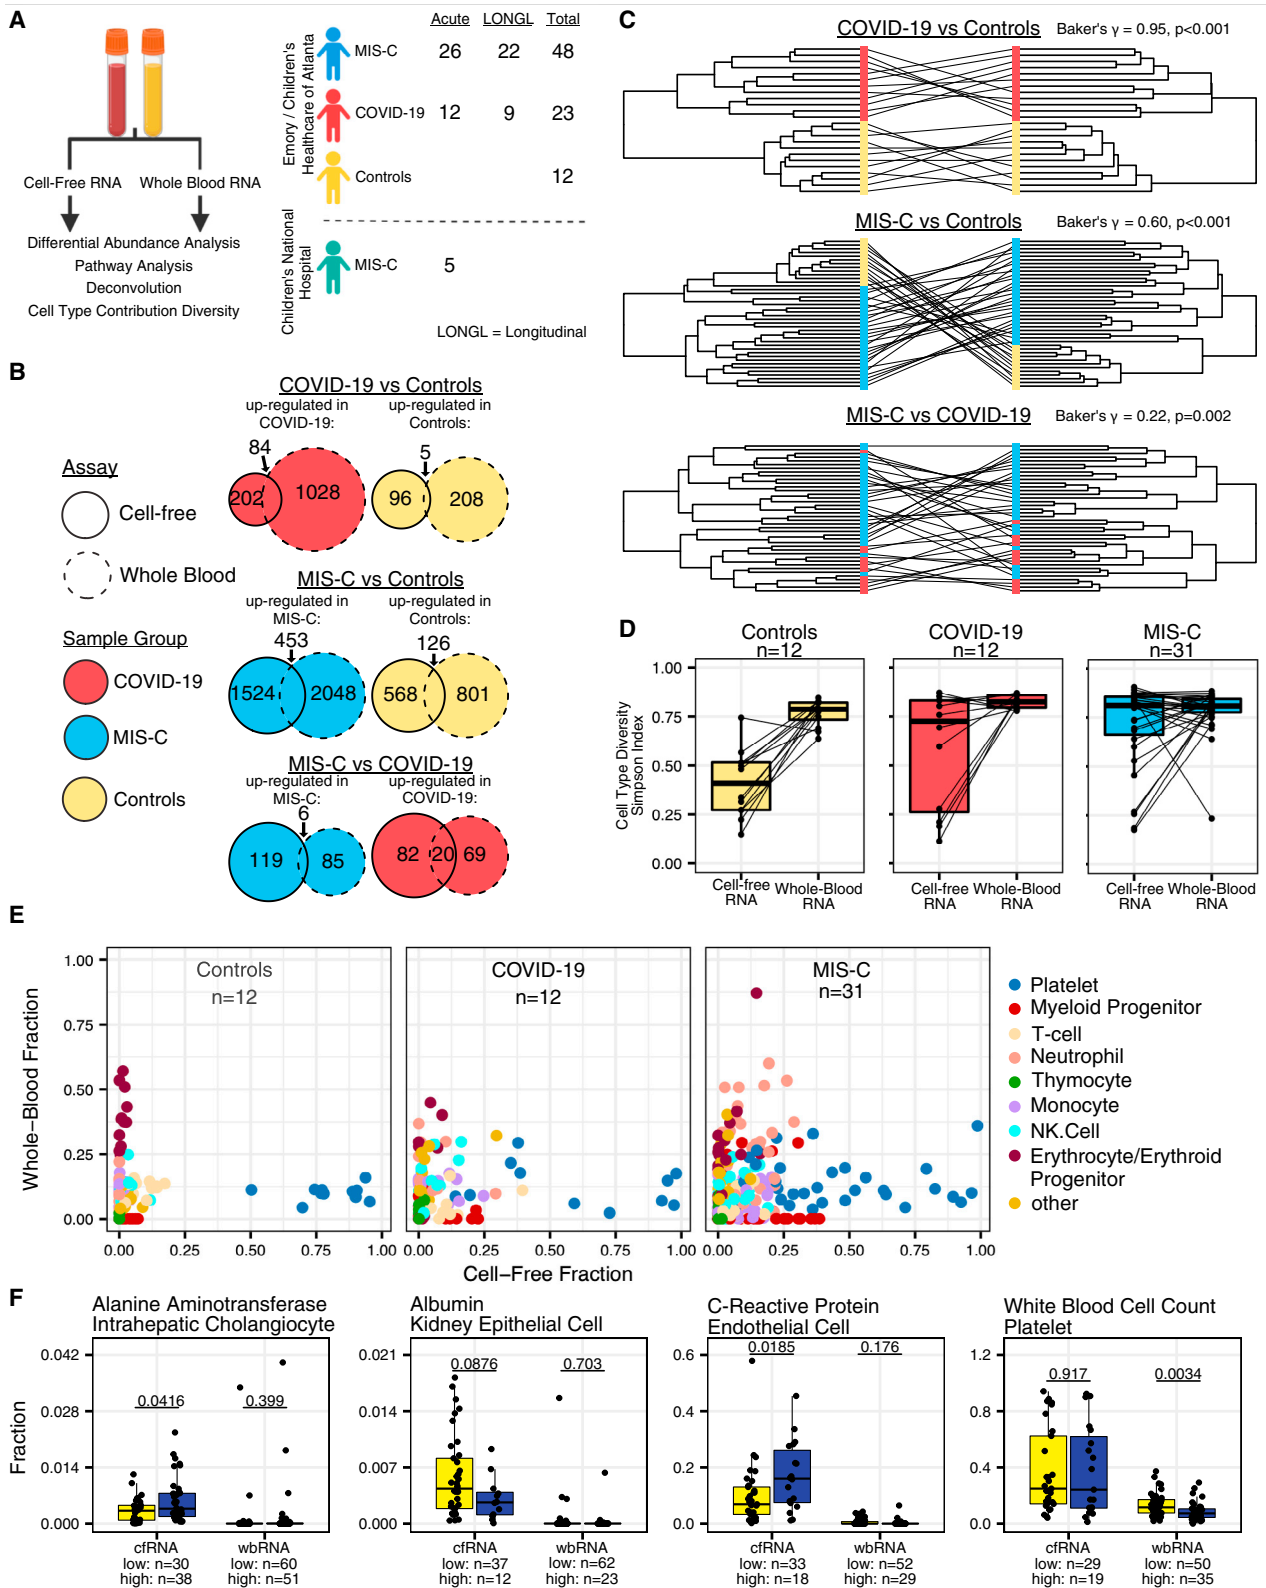 A
Acute LONGL Total
Emory / Children's
Healthcare of Atlanta
MIS-C 26 22 48
COVID-19 12 9 23
Controls 12
Children's National
Hospital
MIS-C 5
LONGL = Longitudinal
Cell-Free RNA Whole Blood RNA
Differential Abundance Analysis
Pathway Analysis
Deconvolution
Cell Type Contribution Diversity
B
COVID-19 vs Controls
up-regulated in
COVID-19:
up-regulated in
Controls:
84 5
202 1028 96 208
Assay
Cell-free
Whole Blood
MIS-C vs Controls
up-regulated in
MIS-C:
up-regulated in
Controls:
453 126
1524 2048 568 801
Sample Group
COVID-19
MIS-C
Controls
MIS-C vs COVID-19
up-regulated in
MIS-C:
up-regulated in
COVID-19:
6
119 85 82 20 69
C
COVID-19 vs Controls Baker's γ = 0.95, p<0.001
MIS-C vs Controls Baker's γ = 0.60, p<0.001
MIS-C vs COVID-19 Baker's γ = 0.22, p=0.002
D
Controls
n=12
COVID-19
n=12
MIS-C
n=31
Cell Type Diversity
Simpson Index
1.00
0.75
0.50
0.25
0.00
Cell-free
RNA
Whole-Blood
RNA
Cell-free
RNA
Whole-Blood
RNA
Cell-free
RNA
Whole-Blood
RNA
E
Whole-Blood Fraction
1.00
0.75
0.50
0.25
0.00
Controls
n=12
COVID-19
n=12
MIS-C
n=31
0.00 0.25 0.50 0.75 1.00
0.00 0.25 0.50 0.75 1.00
0.00 0.25 0.50 0.75 1.00
Cell-Free Fraction
Platelet
Myeloid Progenitor
T-cell
Neutrophil
Thymocyte
Monocyte
NK.Cell
Erythrocyte/Erythroid
Progenitor
other
F
Fraction
Alanine Aminotransferase
Intrahepatic Cholangiocyte
0.042
0.028
0.014
0.000
0.0416 0.399
cfRNA
low: n=30
high: n=38
wbRNA
low: n=60
high: n=51
Albumin
Kidney Epithelial Cell
0.021
0.014
0.007
0.000
0.0876 0.703
cfRNA
low: n=37
high: n=12
wbRNA
low: n=62
high: n=23
C-Reactive Protein
Endothelial Cell
0.6
0.4
0.2
0.0
0.0185 0.176
cfRNA
low: n=33
high: n=18
wbRNA
low: n=52
high: n=29
White Blood Cell Count
Platelet
1.2
0.8
0.4
0.0
0.917 0.0034
cfRNA
low: n=29
high: n=19
wbRNA
low: n=50
high: n=35